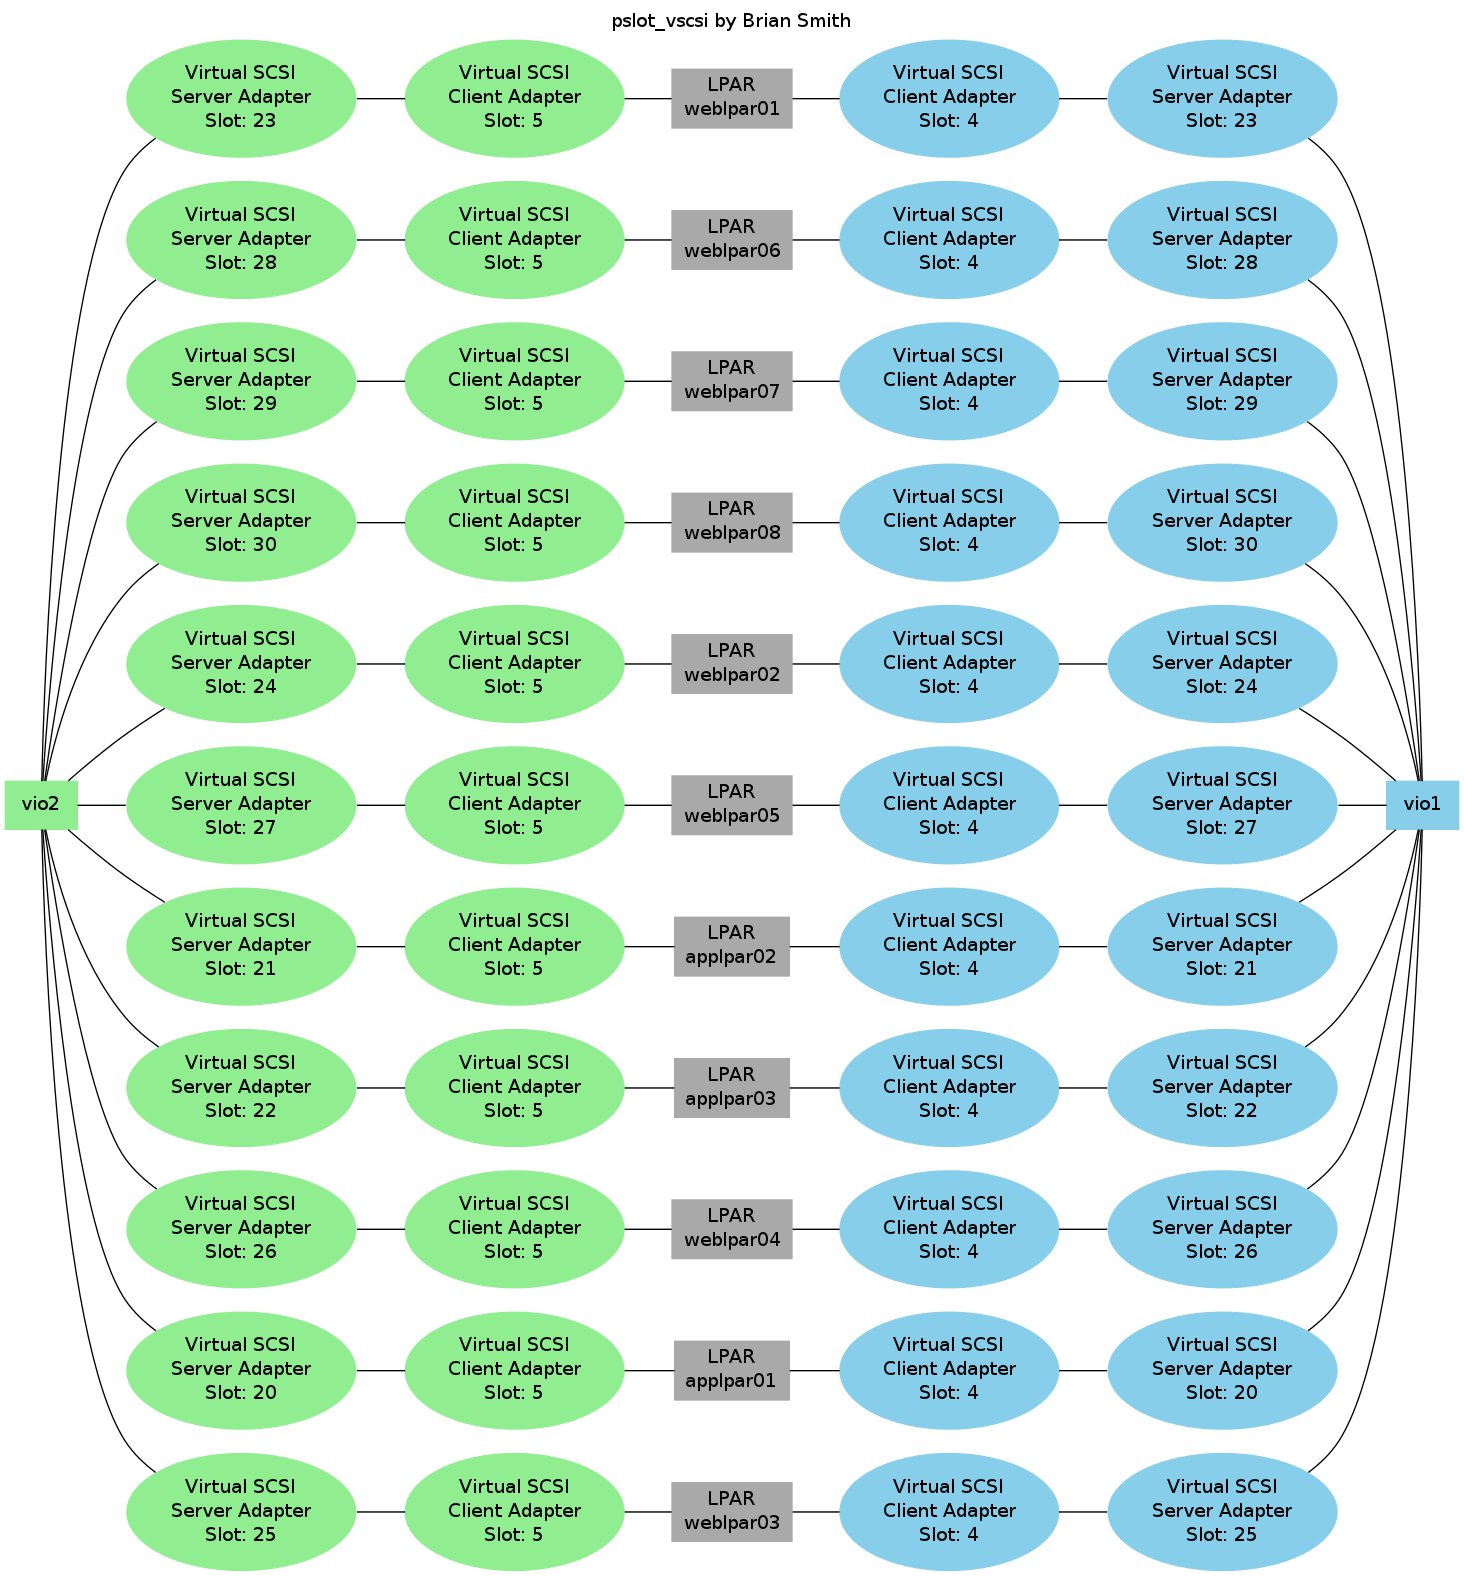 pslot_vscsi by Brian Smith
Virtual SCSI
Server Adapter
Slot: 23
Virtual SCSI
Client Adapter
Slot: 5
LPAR
weblpar01
Virtual SCSI
Client Adapter
Slot: 4
Virtual SCSI
Server Adapter
Slot: 23
Virtual SCSI
Server Adapter
Slot: 28
Virtual SCSI
Client Adapter
Slot: 5
LPAR
weblpar06
Virtual SCSI
Client Adapter
Slot: 4
Virtual SCSI
Server Adapter
Slot: 28
Virtual SCSI
Server Adapter
Slot: 29
Virtual SCSI
Client Adapter
Slot: 5
LPAR
weblpar07
Virtual SCSI
Client Adapter
Slot: 4
Virtual SCSI
Server Adapter
Slot: 29
Virtual SCSI
Server Adapter
Slot: 30
Virtual SCSI
Client Adapter
Slot: 5
LPAR
weblpar08
Virtual SCSI
Client Adapter
Slot: 4
Virtual SCSI
Server Adapter
Slot: 30
Virtual SCSI
Server Adapter
Slot: 24
Virtual SCSI
Client Adapter
Slot: 5
LPAR
weblpar02
Virtual SCSI
Client Adapter
Slot: 4
Virtual SCSI
Server Adapter
Slot: 24
vio2
Virtual SCSI
Server Adapter
Slot: 27
Virtual SCSI
Client Adapter
Slot: 5
LPAR
weblpar05
Virtual SCSI
Client Adapter
Slot: 4
Virtual SCSI
Server Adapter
Slot: 27
vio1
Virtual SCSI
Server Adapter
Slot: 21
Virtual SCSI
Client Adapter
Slot: 5
LPAR
applpar02
Virtual SCSI
Client Adapter
Slot: 4
Virtual SCSI
Server Adapter
Slot: 21
Virtual SCSI
Server Adapter
Slot: 22
Virtual SCSI
Client Adapter
Slot: 5
LPAR
applpar03
Virtual SCSI
Client Adapter
Slot: 4
Virtual SCSI
Server Adapter
Slot: 22
Virtual SCSI
Server Adapter
Slot: 26
Virtual SCSI
Client Adapter
Slot: 5
LPAR
weblpar04
Virtual SCSI
Client Adapter
Slot: 4
Virtual SCSI
Server Adapter
Slot: 26
Virtual SCSI
Server Adapter
Slot: 20
Virtual SCSI
Client Adapter
Slot: 5
LPAR
applpar01
Virtual SCSI
Client Adapter
Slot: 4
Virtual SCSI
Server Adapter
Slot: 20
Virtual SCSI
Server Adapter
Slot: 25
Virtual SCSI
Client Adapter
Slot: 5
LPAR
weblpar03
Virtual SCSI
Client Adapter
Slot: 4
Virtual SCSI
Server Adapter
Slot: 25